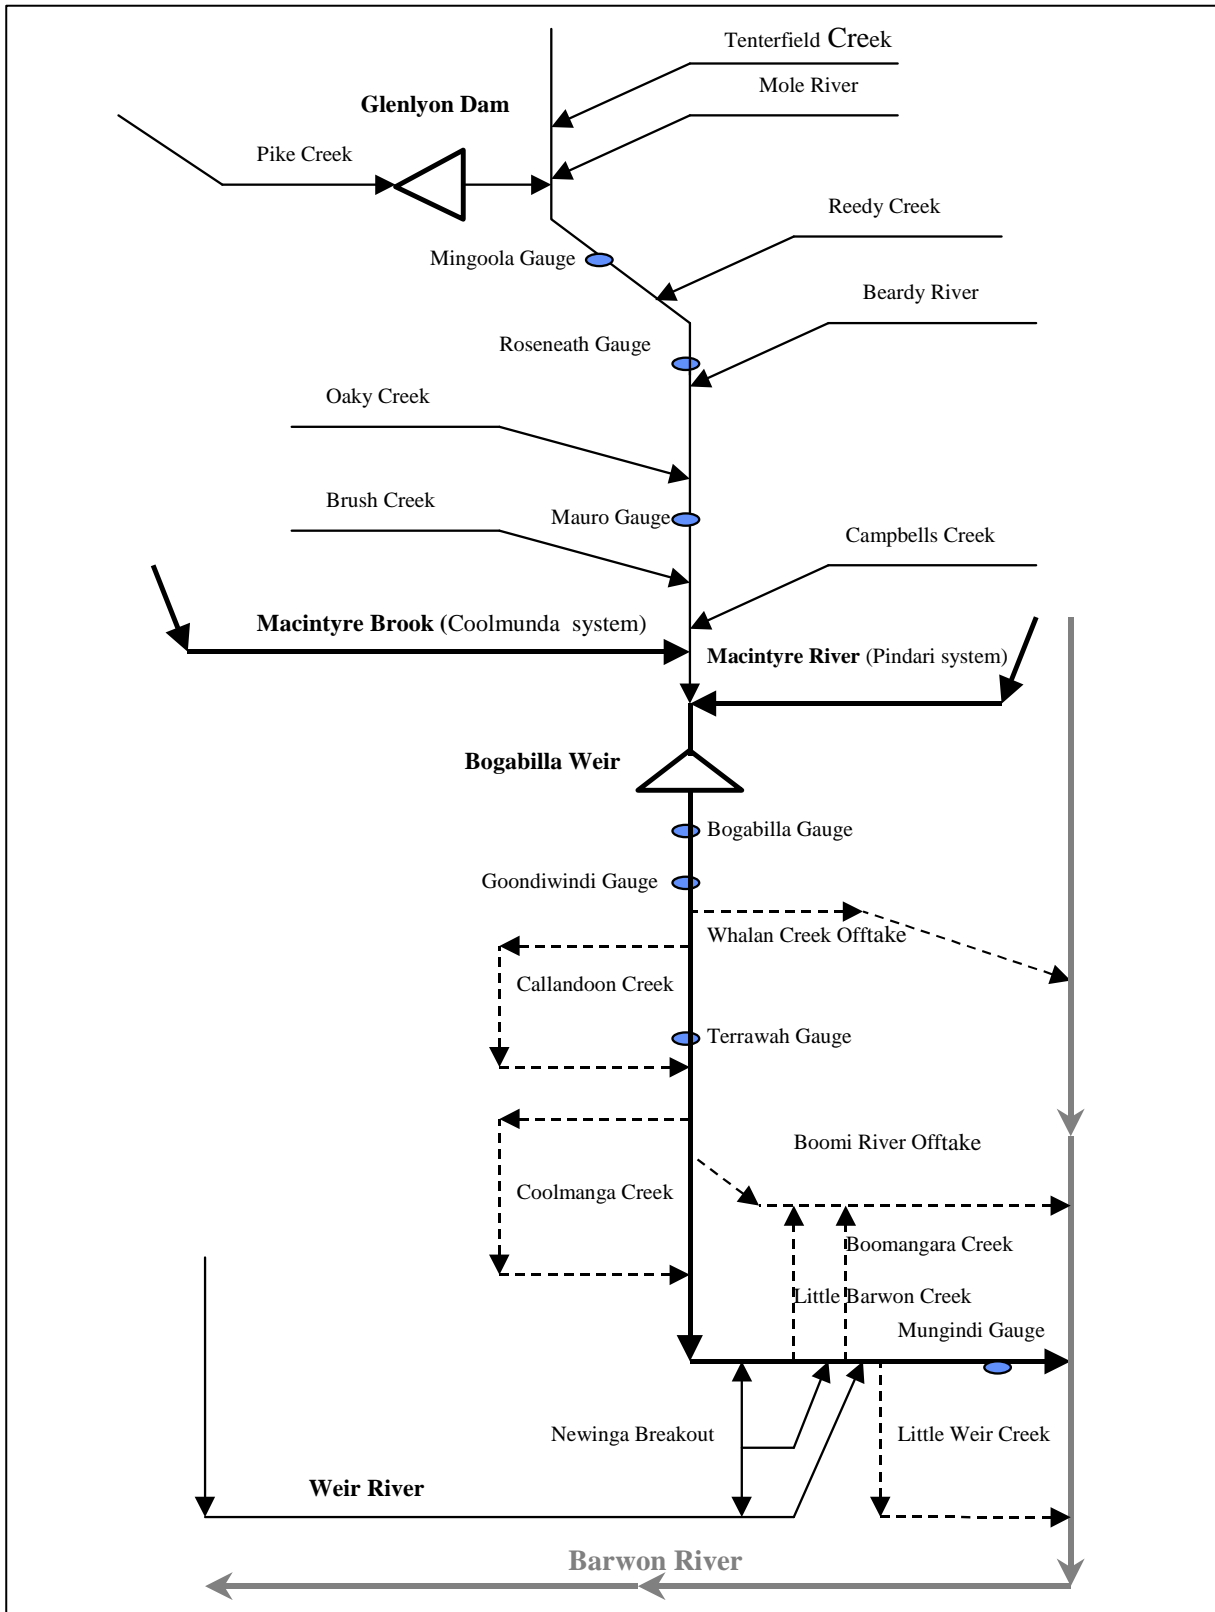 Tenterfield Creek
Mole River
Glenlyon Dam
Pike Creek
Reedy Creek
Mingoola Gauge
Beardy River
Roseneath Gauge
Oaky Creek
Brush Creek
Mauro Gauge
Campbells Creek
Macintyre Brook (Coolmunda system)
Macintyre River (Pindari system)
Bogabilla Weir
Bogabilla Gauge
Goondiwindi Gauge
Whalan Creek Offtake
Callandoon Creek
Terrawah Gauge
Boomi River Offtake
Coolmanga Creek
Boomangara Creek
Little Barwon Creek
Mungindi Gauge
Newinga Breakout
Little Weir Creek
Weir River
Barwon River